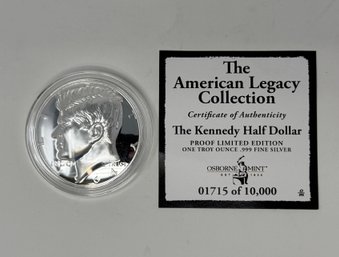 The
American Legacy
Collection
Certificate of Authenticity
The Kennedy Half Dollar
PROOF LIMITED EDITION
ONE TROY OUNCE .999 FINE SILVER
OSBORNE MINT
01715 of 10,000